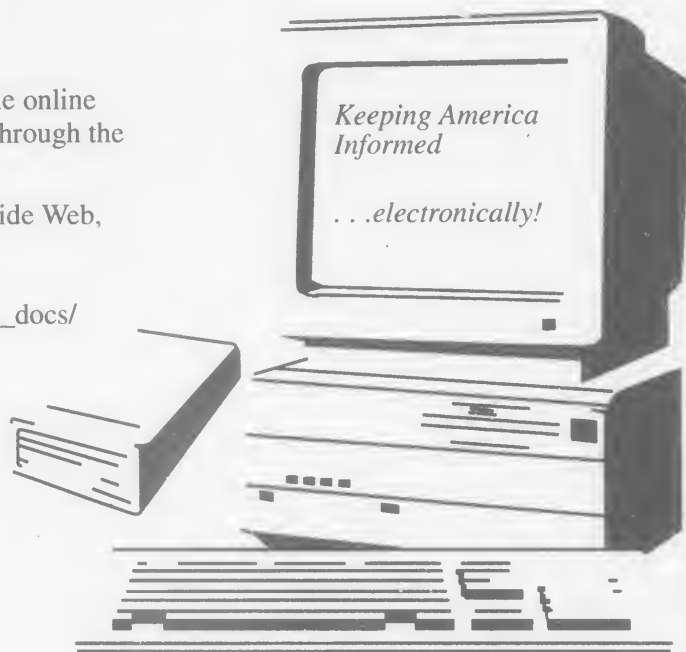 e online
hrough the
ide Web,
_docs/
Keeping America
Informed
. . .electronically!